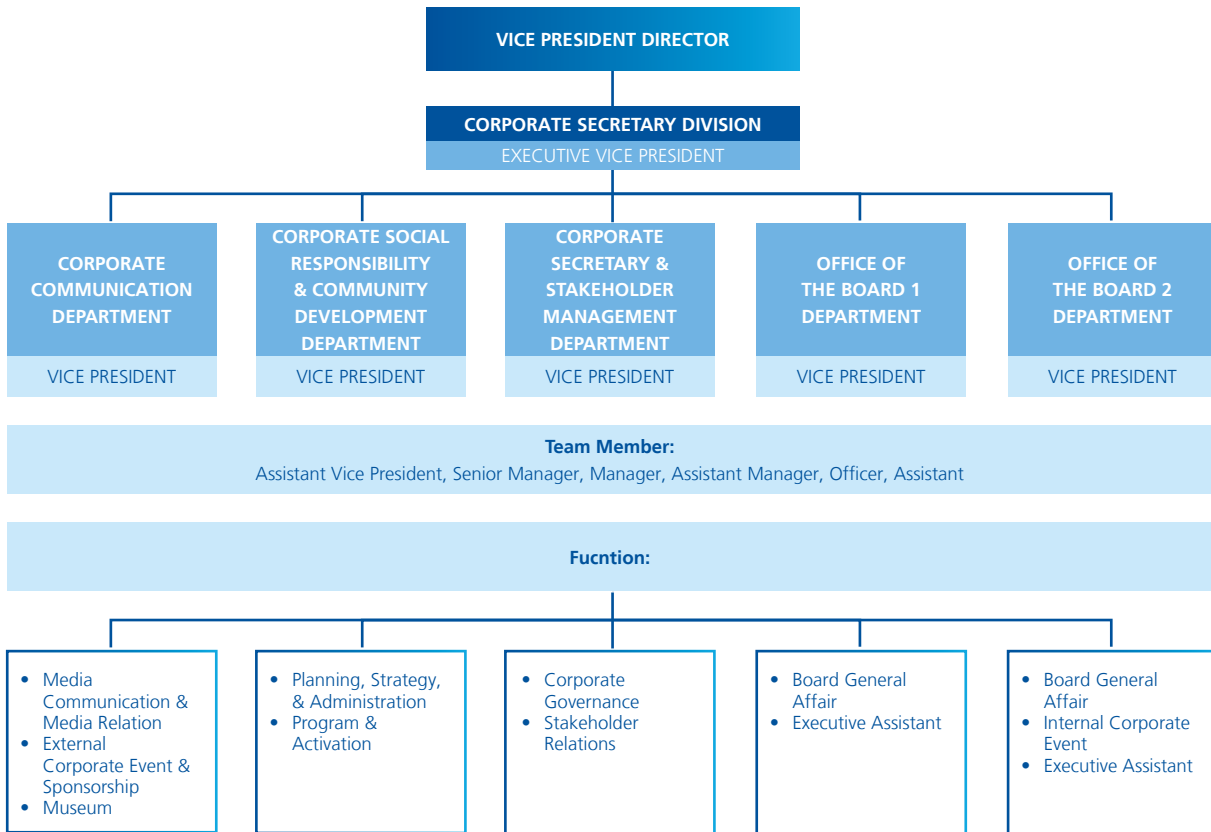 VICE PRESIDENT DIRECTOR
CORPORATE SECRETARY DIVISION
EXECUTIVE VICE PRESIDENT
CORPORATE
COMMUNICATION
DEPARTMENT
VICE PRESIDENT
CORPORATE SOCIAL
RESPONSIBILITY
& COMMUNITY
DEVELOPMENT
DEPARTMENT
VICE PRESIDENT
CORPORATE
SECRETARY &
STAKEHOLDER
MANAGEMENT
DEPARTMENT
VICE PRESIDENT
OFFICE OF
THE BOARD 1
DEPARTMENT
VICE PRESIDENT
OFFICE OF
THE BOARD 2
DEPARTMENT
VICE PRESIDENT
Team Member:
Assistant Vice President, Senior Manager, Manager, Assistant Manager, Officer, Assistant
Fucntion:
• Media
Communication &
Media Relation
• External
Corporate Event &
Sponsorship
• Museum
• Planning, Strategy,
& Administration
• Program &
Activation
• Corporate
Governance
• Stakeholder
Relations
• Board General
Affair
• Executive Assistant
• Board General
Affair
• Internal Corporate
Event
• Executive Assistant